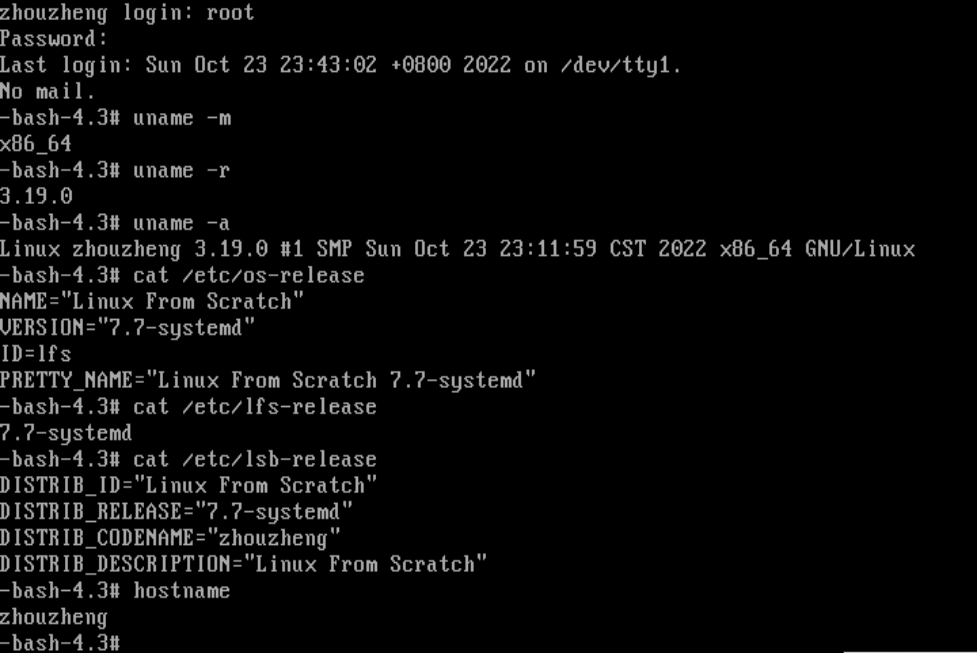 zhouzheng login: root
Password:
Last login: Sun Oct 23 23:43:02 +0800 2022 on /dev/tty1.
No mail.
-bash-4.3# uname -m
x86_64
-bash-4.3# uname -r
3.19.0
-bash-4.3# uname -a
Linux zhouzheng 3.19.0 #1 SMP Sun Oct 23 23:11:59 CST 2022 x86_64 GNU/Linux
-bash-4.3# cat /etc/os-release
NAME="Linux From Scratch"
VERSION="7.7-systemd"
ID=lfs
PRETTY_NAME="Linux From Scratch 7.7-systemd"
-bash-4.3# cat /etc/lfs-release
7.7-systemd
-bash-4.3# cat /etc/lsb-release
DISTRIB_ID="Linux From Scratch"
DISTRIB_RELEASE="7.7-systemd"
DISTRIB_CODENAME="zhouzheng"
DISTRIB_DESCRIPTION="Linux From Scratch"
-bash-4.3# hostname
zhouzheng
-bash-4.3#